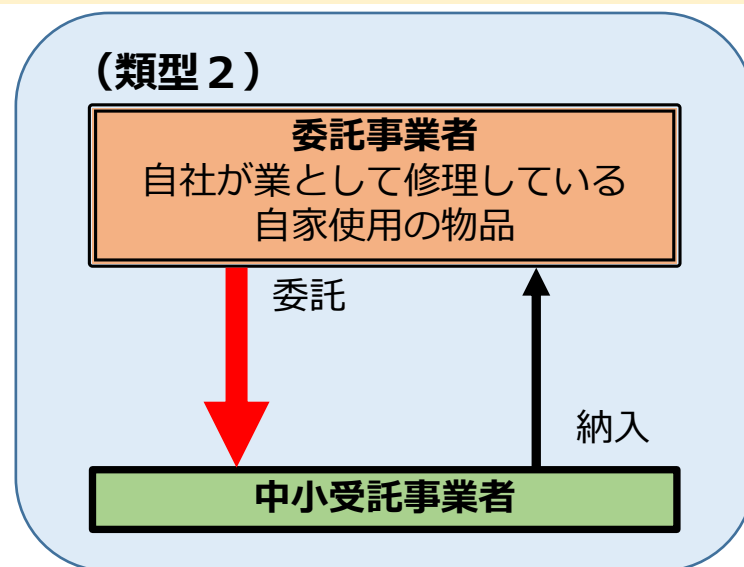 （類型２）
委託事業者
自社が業として修理している
自家使用の物品
委託
納入
中小受託事業者